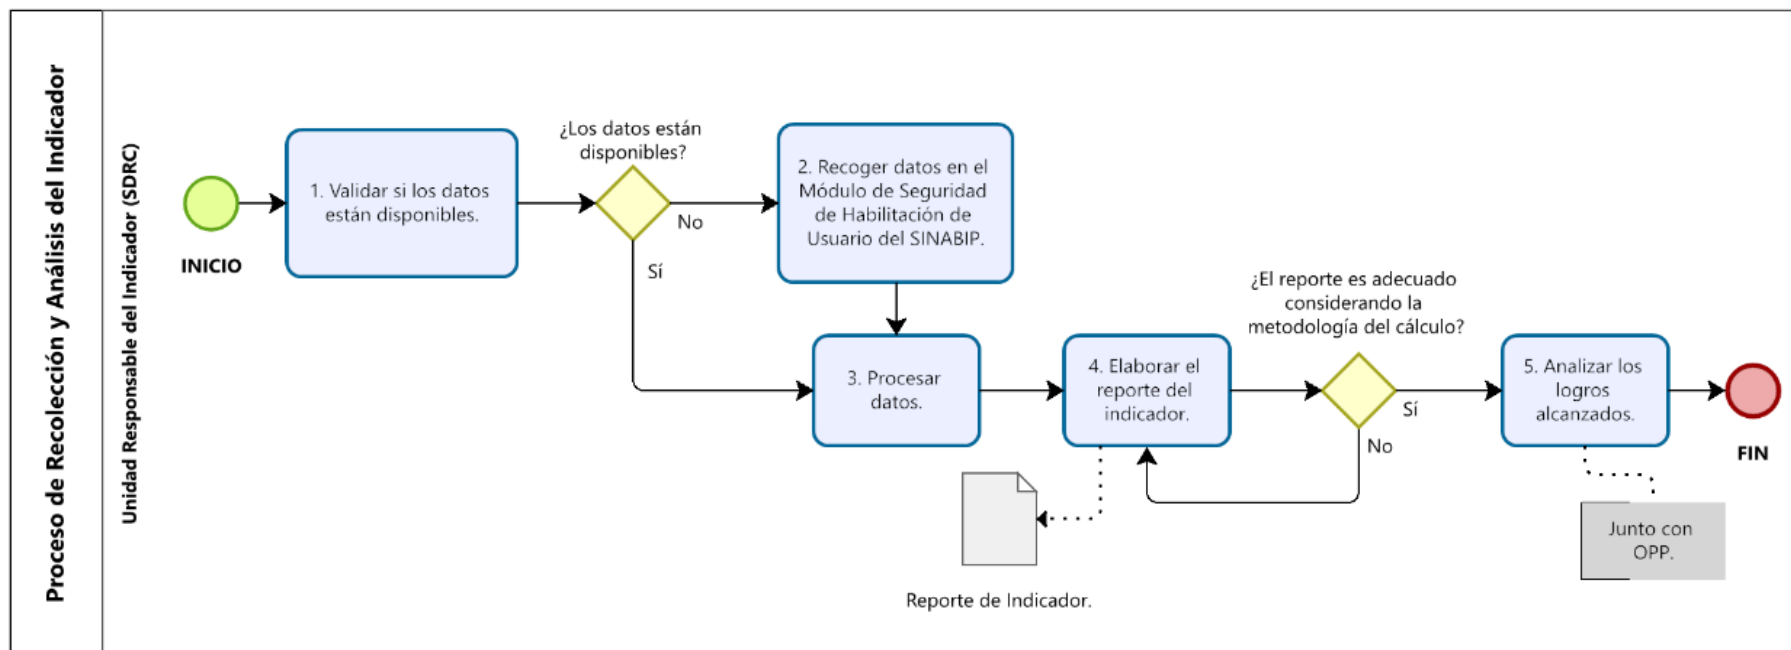 Proceso de Recolección y Análisis del Indicador
Unidad Responsable del Indicador (SDRC)
INICIO
1. Validar si los datos
están disponibles.
¿Los datos están
disponibles?
No
Sí
2. Recoger datos en el
Módulo de Seguridad
de Habilitación de
Usuario del SINABIP.
3. Procesar
datos.
4. Elaborar el
reporte del
indicador.
Reporte de Indicador.
¿El reporte es adecuado
considerando la
metodología del cálculo?
Sí
No
5. Analizar los
logros
alcanzados.
Junto con
OPP.
FIN